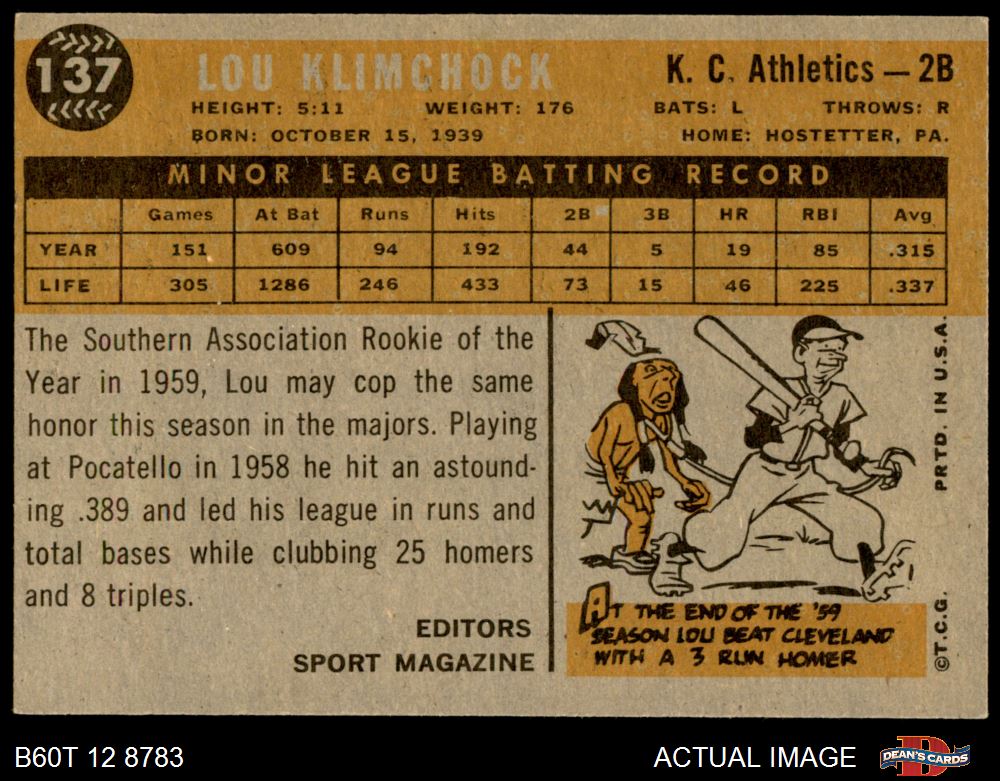 137
LOU KLIMCHOCK
K. C. Athletics — 2B
HEIGHT: 5:11 WEIGHT: 176 BATS: L THROWS: R
BORN: OCTOBER 15, 1939 HOME: HOSTETTER, PA.
MINOR LEAGUE BATTING RECORD
Games At Bat Runs Hits 2B 3B HR RBI Avg
YEAR 151 609 94 192 44 5 19 85 .315
LIFE 305 1286 246 433 73 15 46 225 .337
The Southern Association Rookie of the
Year in 1959, Lou may cop the same
honor this season in the majors. Playing
at Pocatello in 1958 he hit an astound-
ing .389 and led his league in runs and
total bases while clubbing 25 homers
and 8 triples.
EDITORS
SPORT MAGAZINE
AT THE END OF THE '59
SEASON LOU BEAT CLEVELAND
WITH A 3 RUN HOMER
©T.C.G. PRTD. IN U.S.A.
B60T 12 8783
ACTUAL IMAGE
DEAN'S CARDS